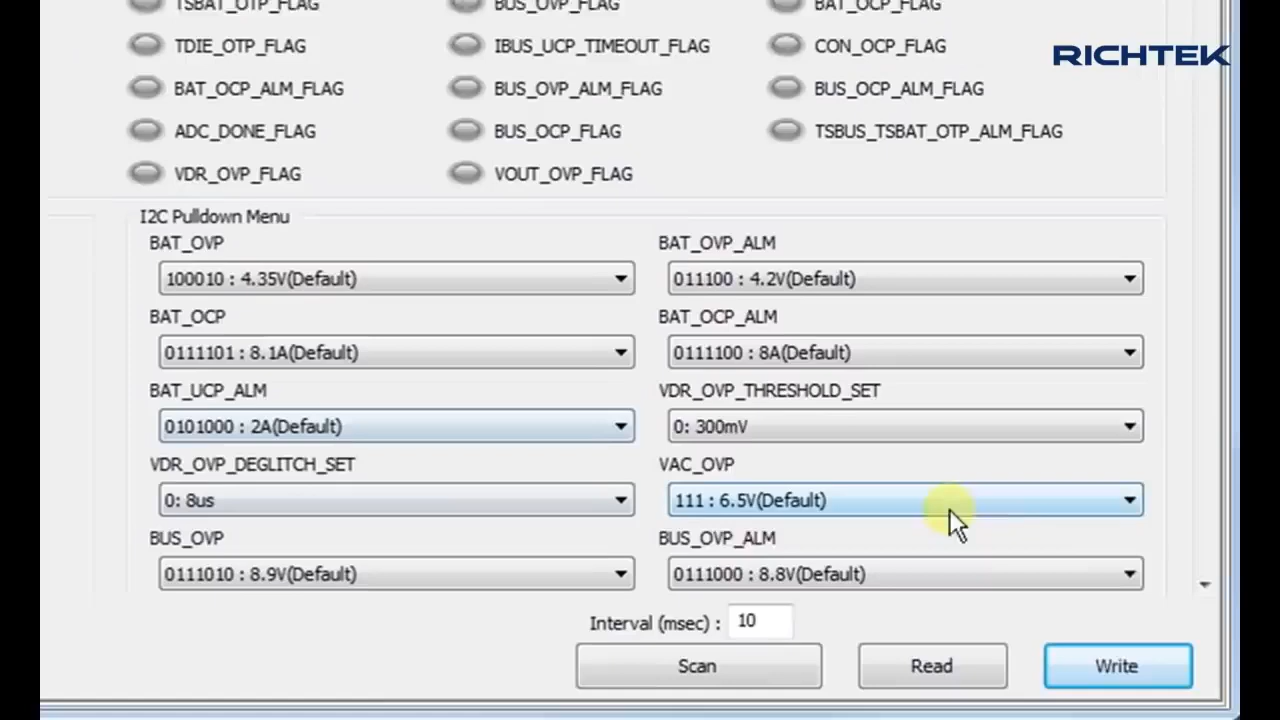 TSBAT_OTP_FLAG BUS_OVP_FLAG BAT_OCP_FLAG
TDIE_OTP_FLAG IBUS_UCP_TIMEOUT_FLAG CON_OCP_FLAG
RICHTEK
BAT_OCP_ALM_FLAG BUS_OVP_ALM_FLAG BUS_OCP_ALM_FLAG
ADC_DONE_FLAG BUS_OCP_FLAG TSBUS_TSBAT_OTP_ALM_FLAG
VDR_OVP_FLAG VOUT_OVP_FLAG
I2C Pulldown Menu
BAT_OVP BAT_OVP_ALM
100010 : 4.35V(Default) 011100 : 4.2V(Default)
BAT_OCP BAT_OCP_ALM
0111101 : 8.1A(Default) 0111100 : 8A(Default)
BAT_UCP_ALM VDR_OVP_THRESHOLD_SET
0101000 : 2A(Default) 0: 300mV
VDR_OVP_DEGLITCH_SET VAC_OVP
0: 8us 111 : 6.5V(Default)
BUS_OVP BUS_OVP_ALM
0111010 : 8.9V(Default) 0111000 : 8.8V(Default)
Interval (msec) : 10
Scan Read Write